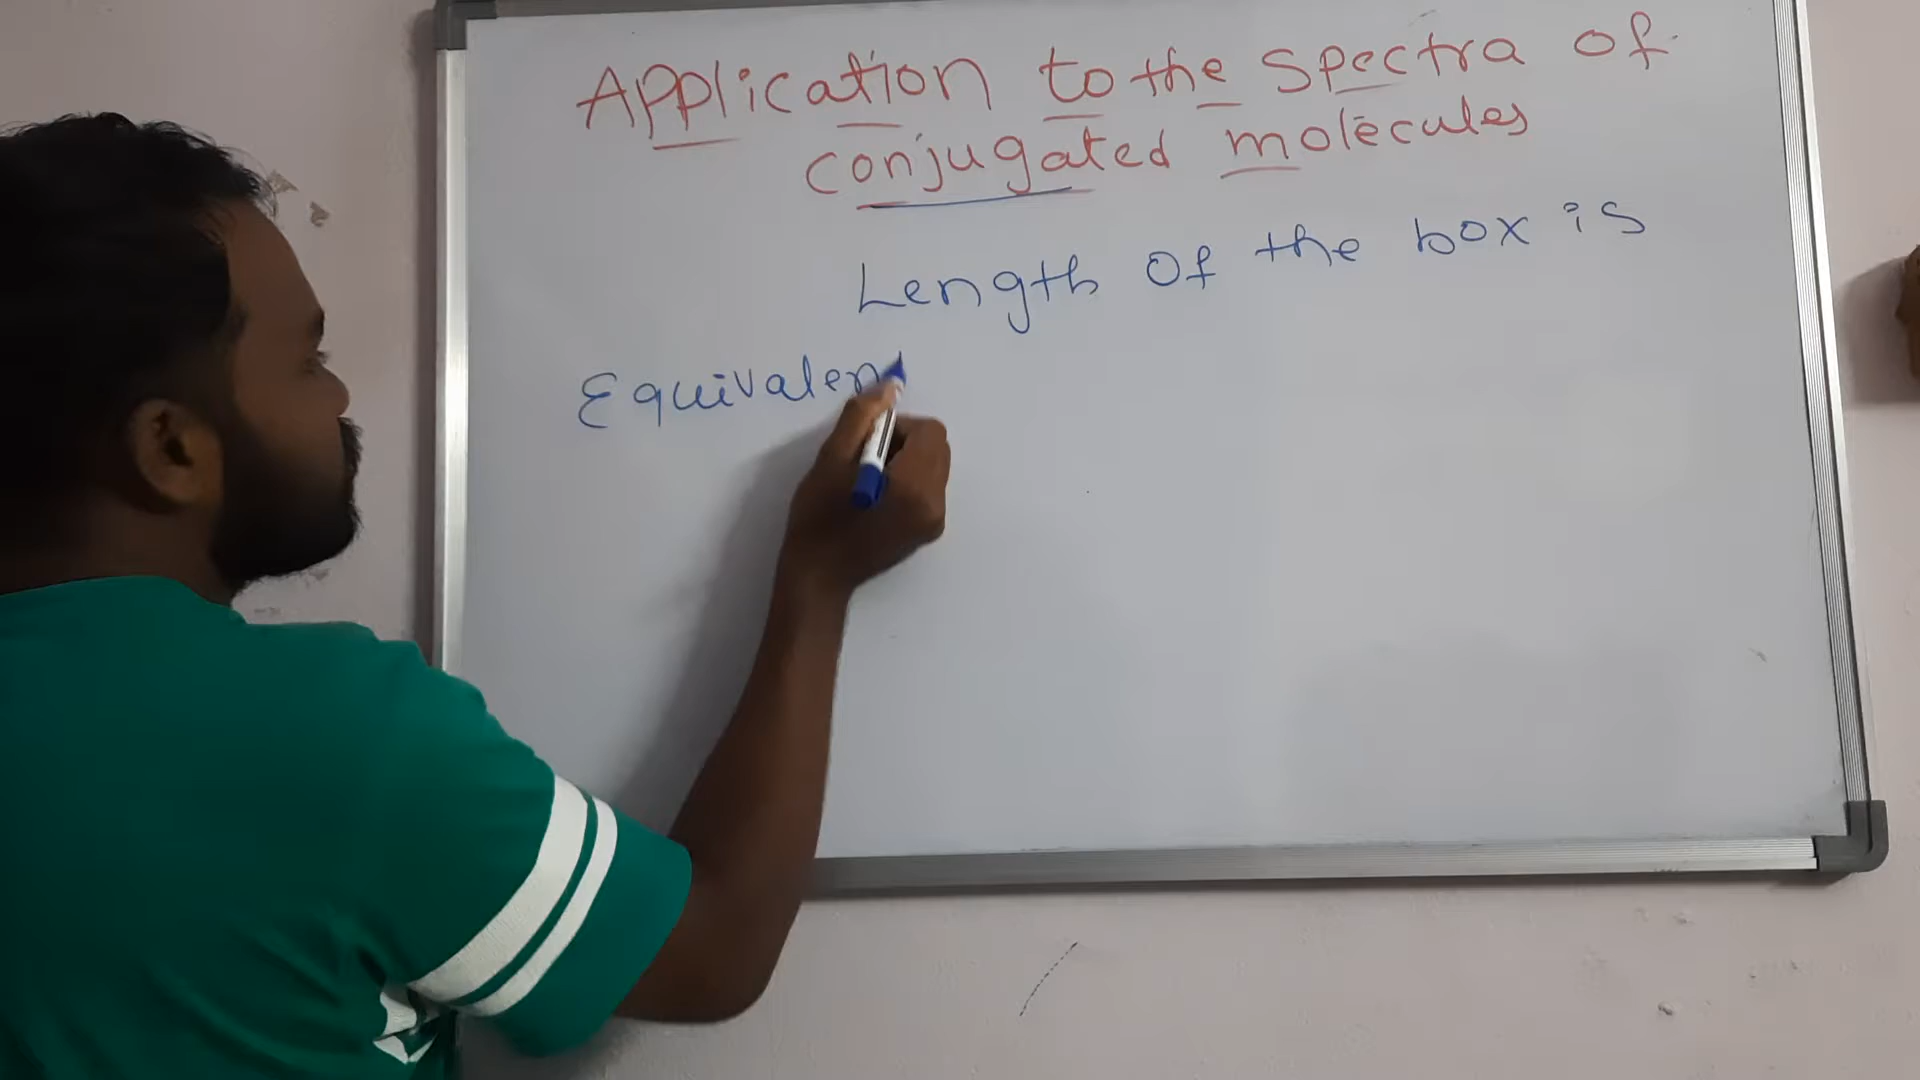 Application to the spectra of
conjugated molecules
Length of the box is
Equivalen